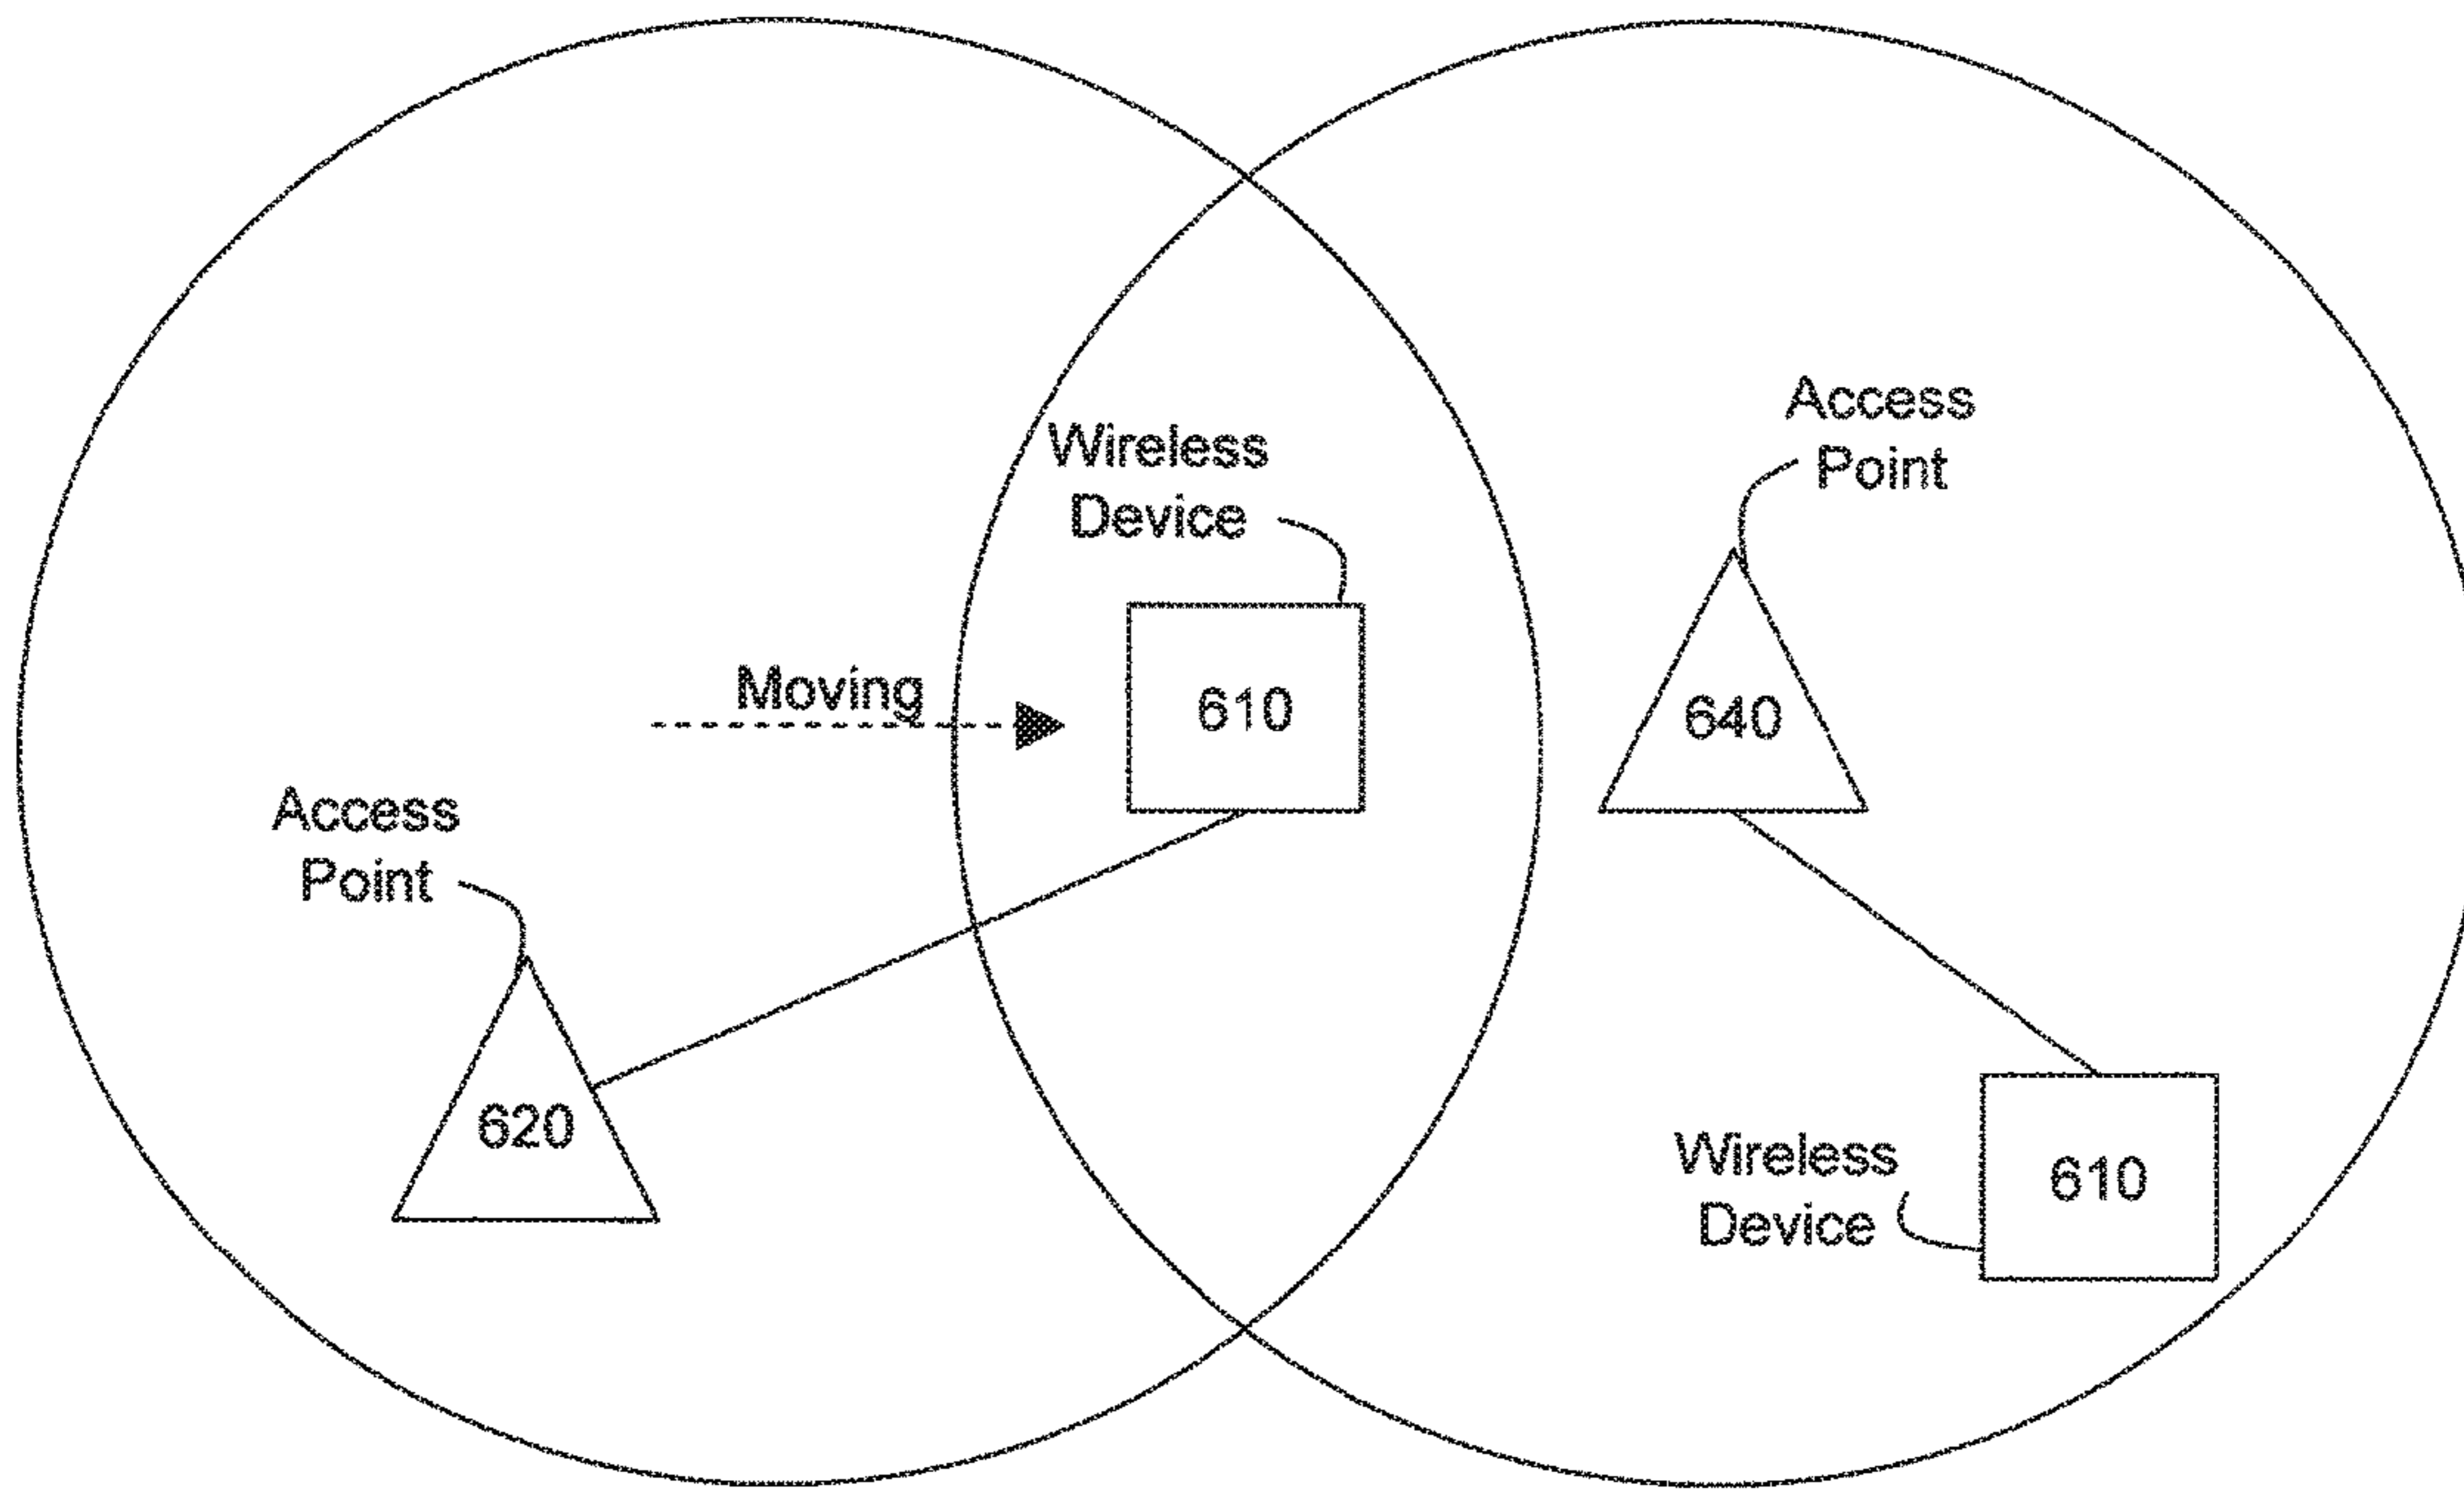 Access
Point
Wireless
Device
610
640
Moving
Access
Point
620
Wireless
Device
610